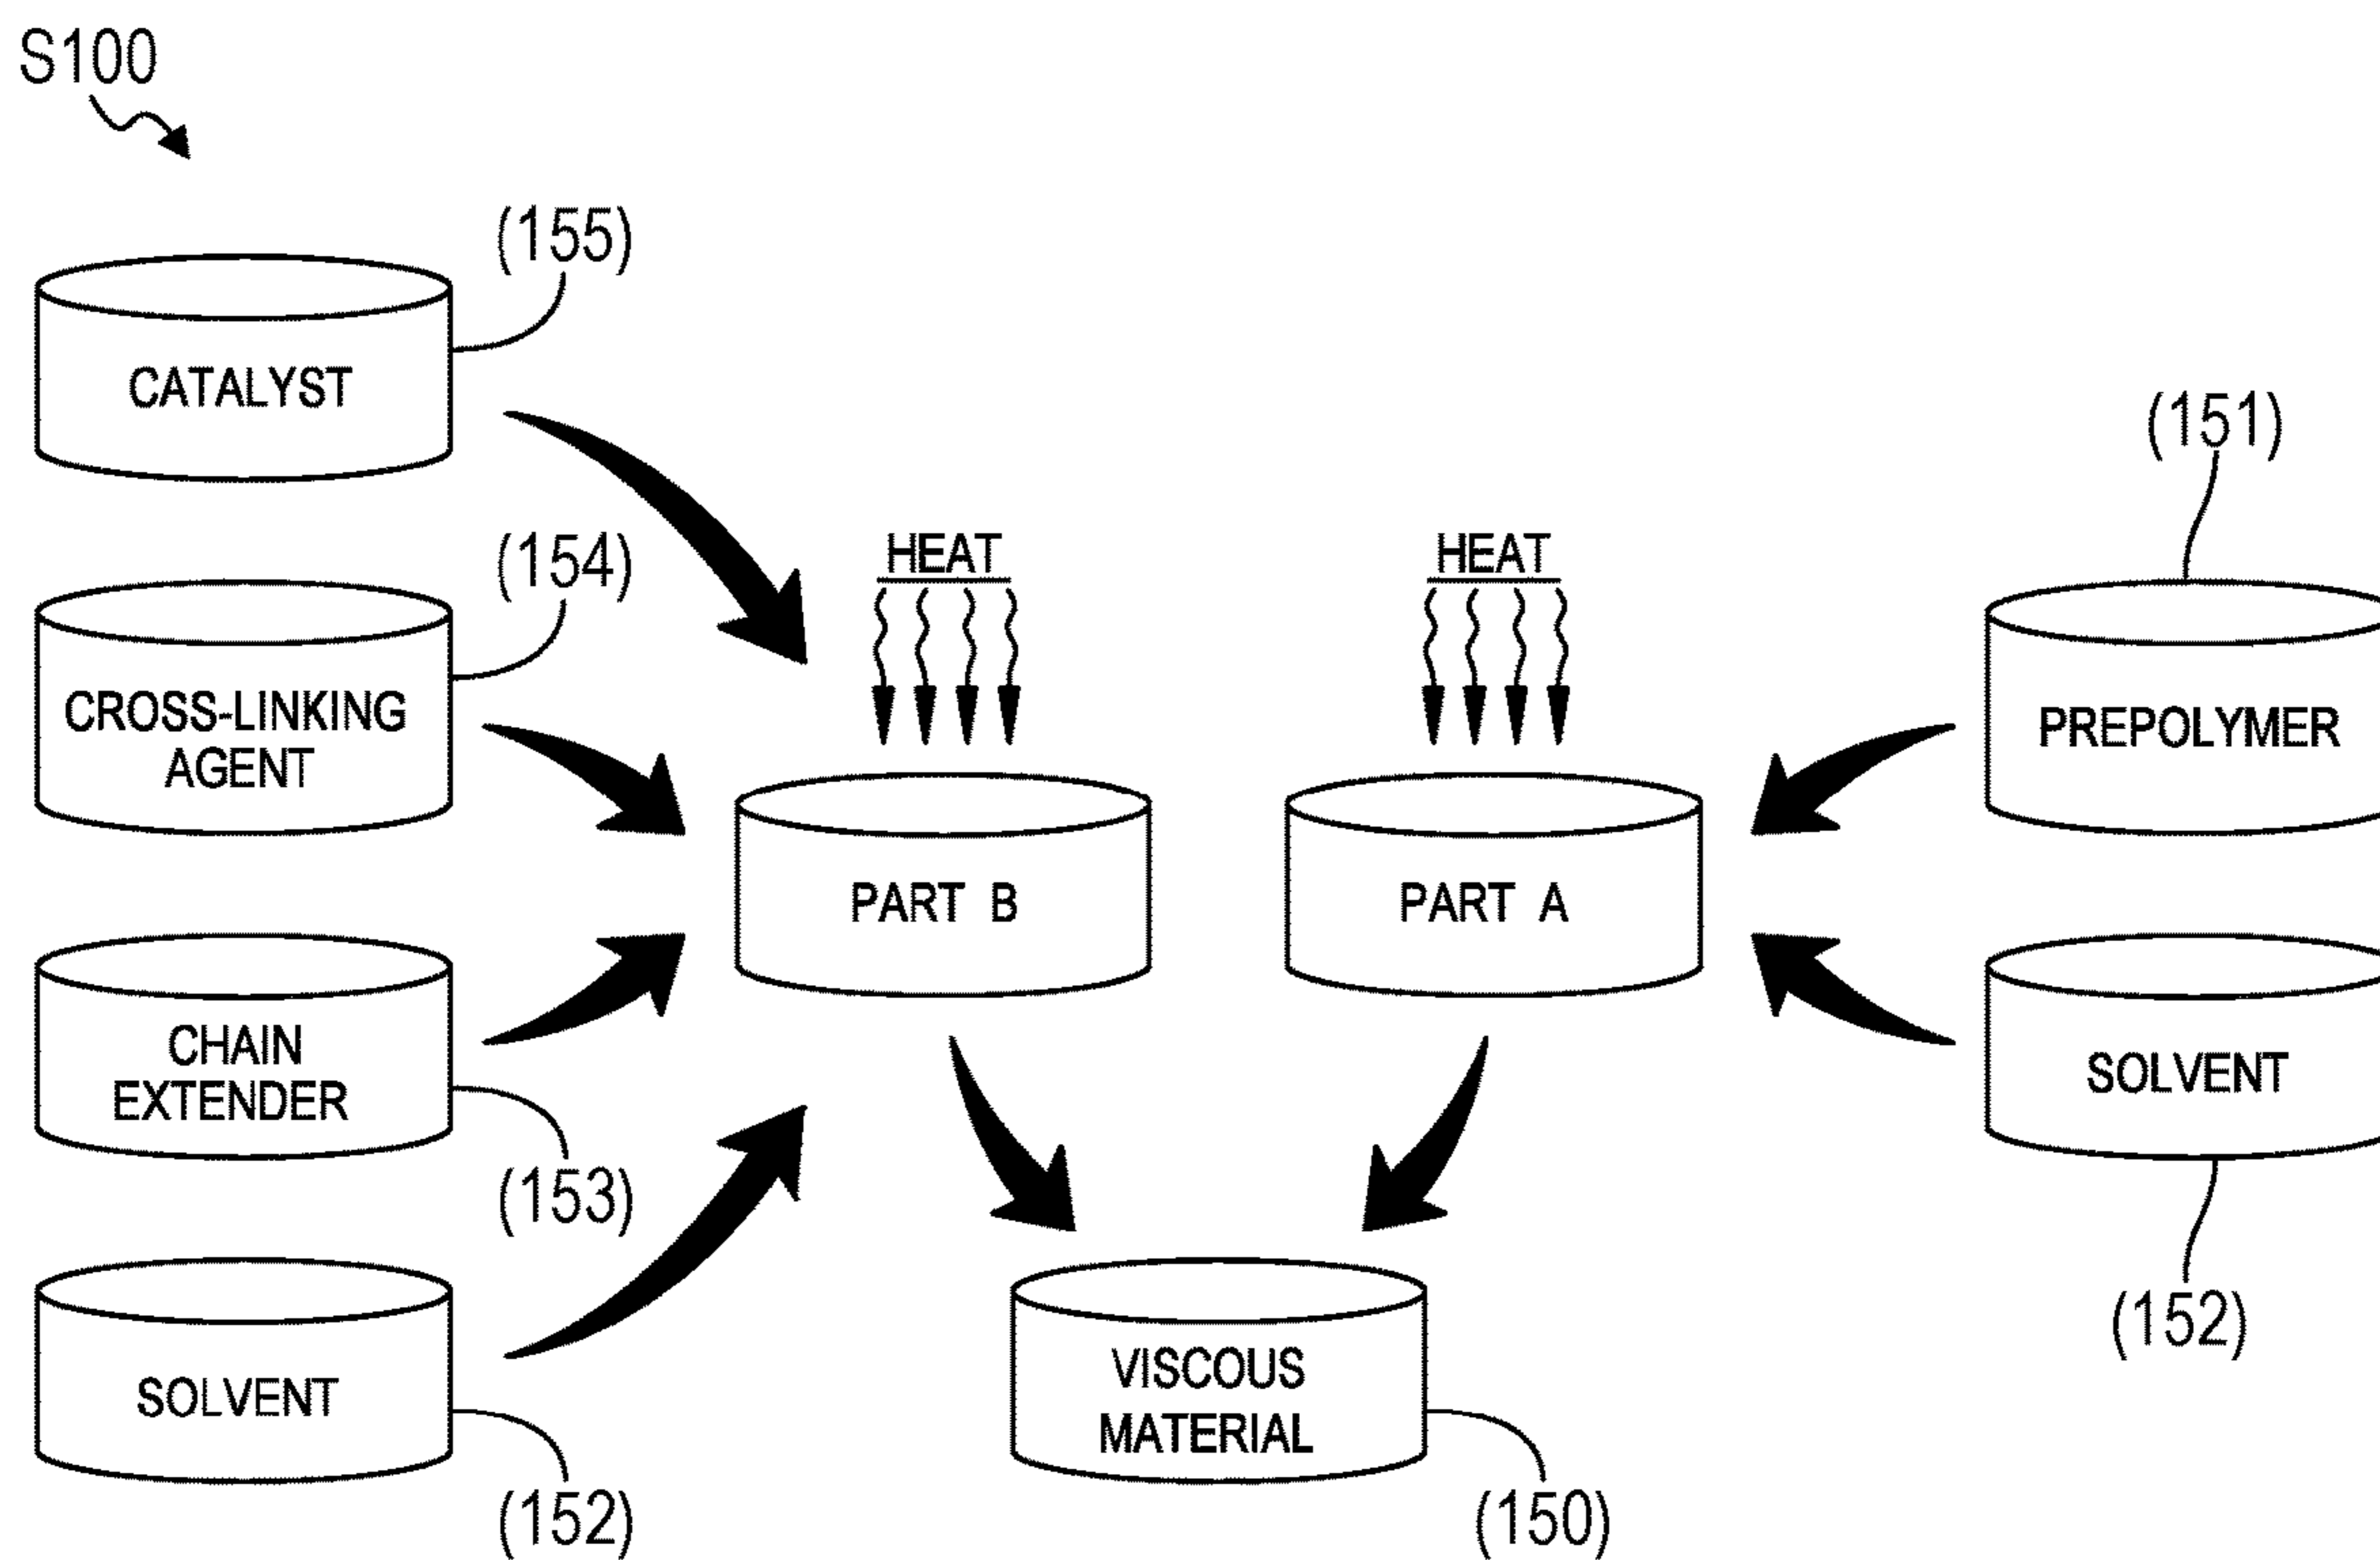 S100
(155)
CATALYST
(154)
CROSS-LINKING
AGENT
CHAIN
EXTENDER
(153)
SOLVENT
(152)
HEAT
PART B
HEAT
PART A
(151)
PREPOLYMER
SOLVENT
(152)
VISCOUS
MATERIAL
(150)